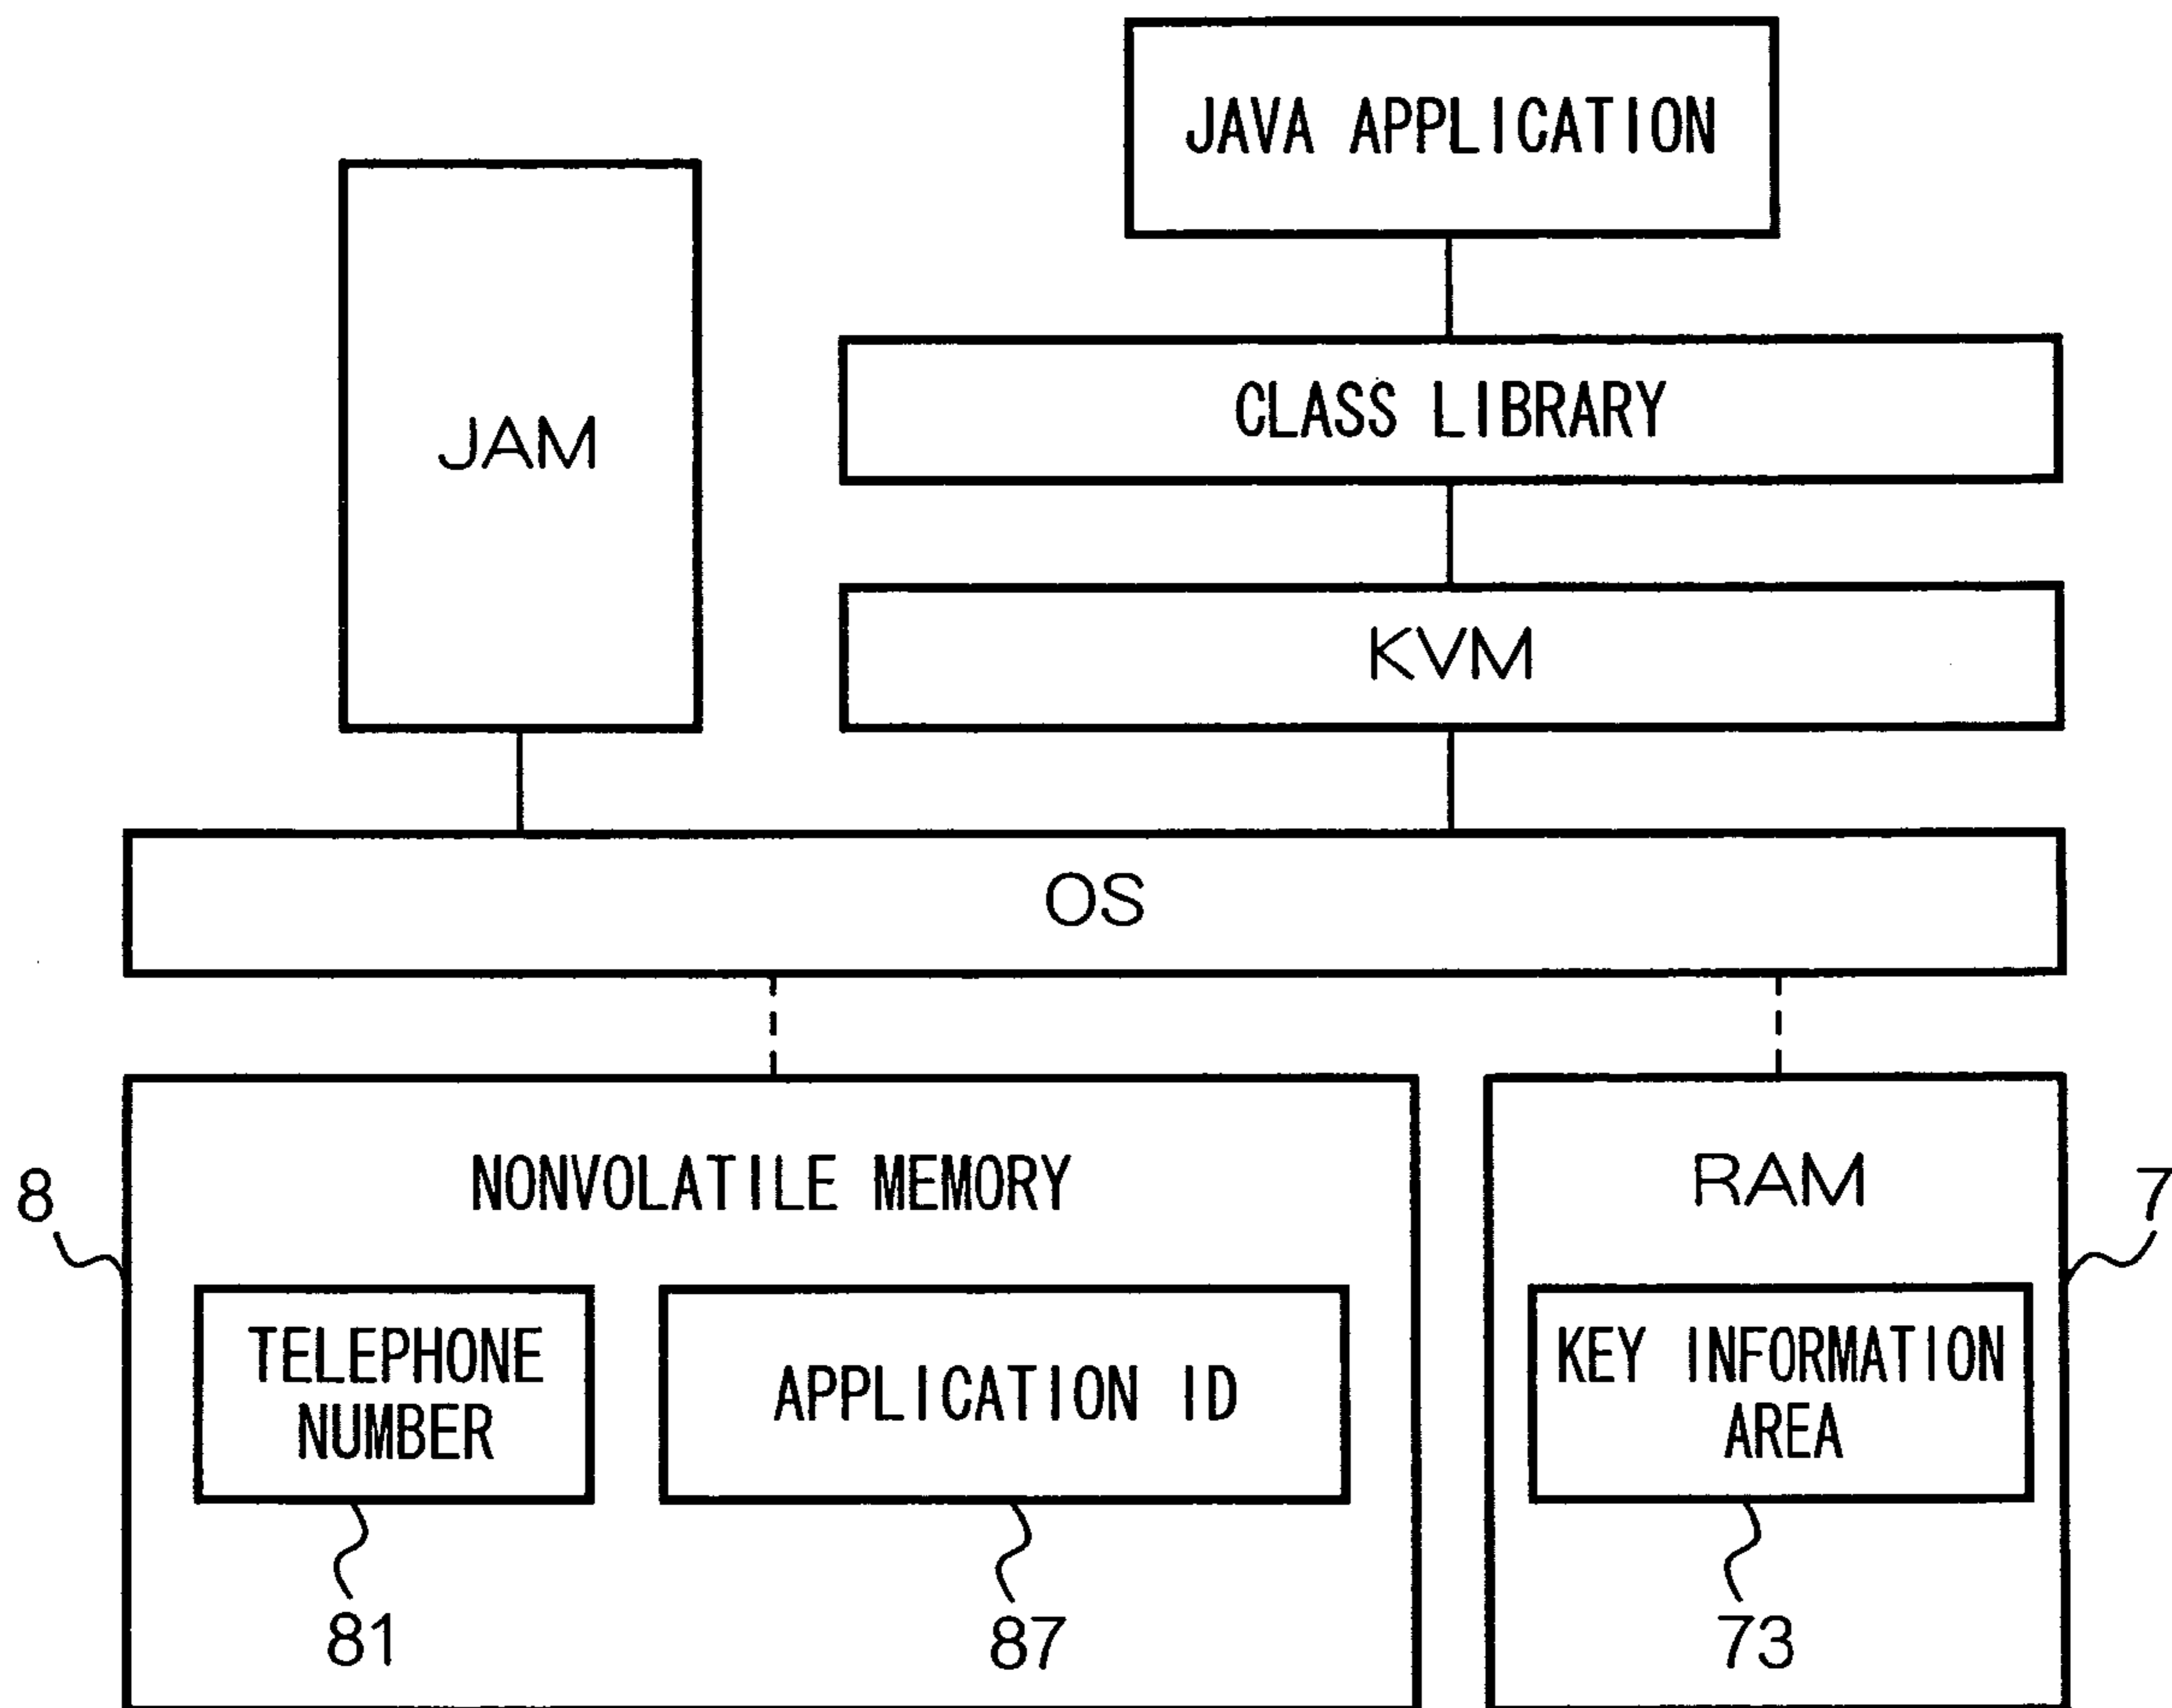 JAVA APPLICATION
JAM
CLASS LIBRARY
KVM
OS
NONVOLATILE MEMORY
RAM
8
7
TELEPHONE
NUMBER
APPLICATION ID
KEY INFORMATION
AREA
81
87
73